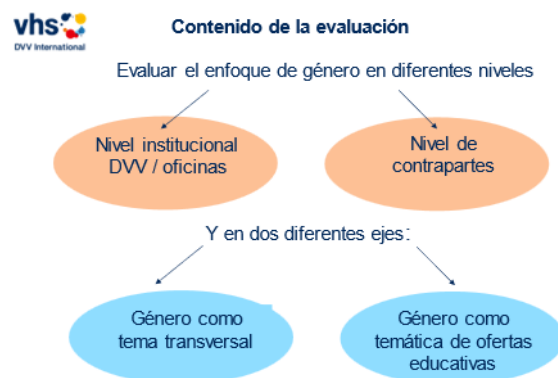 vhs
DVV International
Contenido de la evaluación
Evaluar el enfoque de género en diferentes niveles
Nivel institucional
DVV / oficinas
Nivel de
contrapartes
Y en dos diferentes ejes:
Género como
tema transversal
Género como
temática de ofertas
educativas